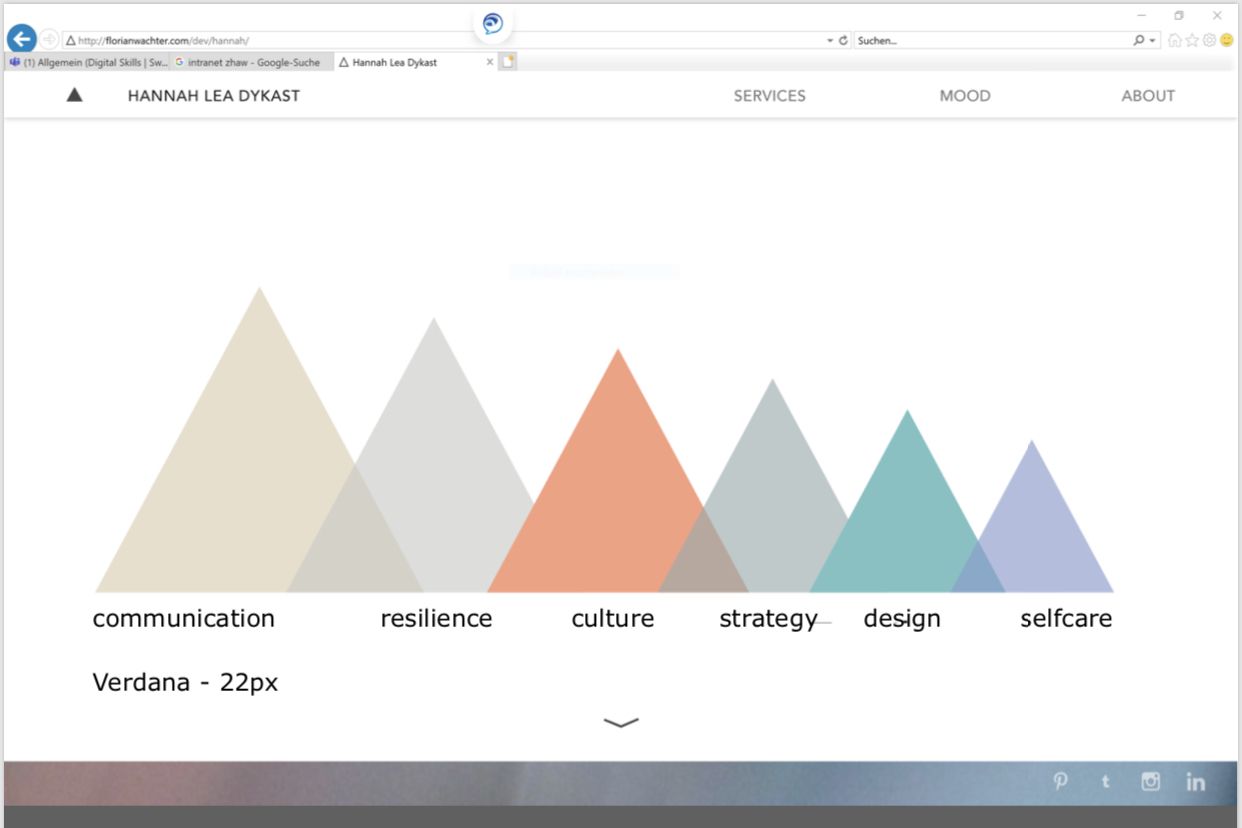 http://florianwachter.com/dev/hannah/
Suchen...
(1) Allgemein (Digital Skills | Sw...
intranet zhaw - Google-Suche
Hannah Lea Dykast
HANNAH LEA DYKAST SERVICES MOOD ABOUT
communication resilience culture strategy design selfcare
Verdana - 22px